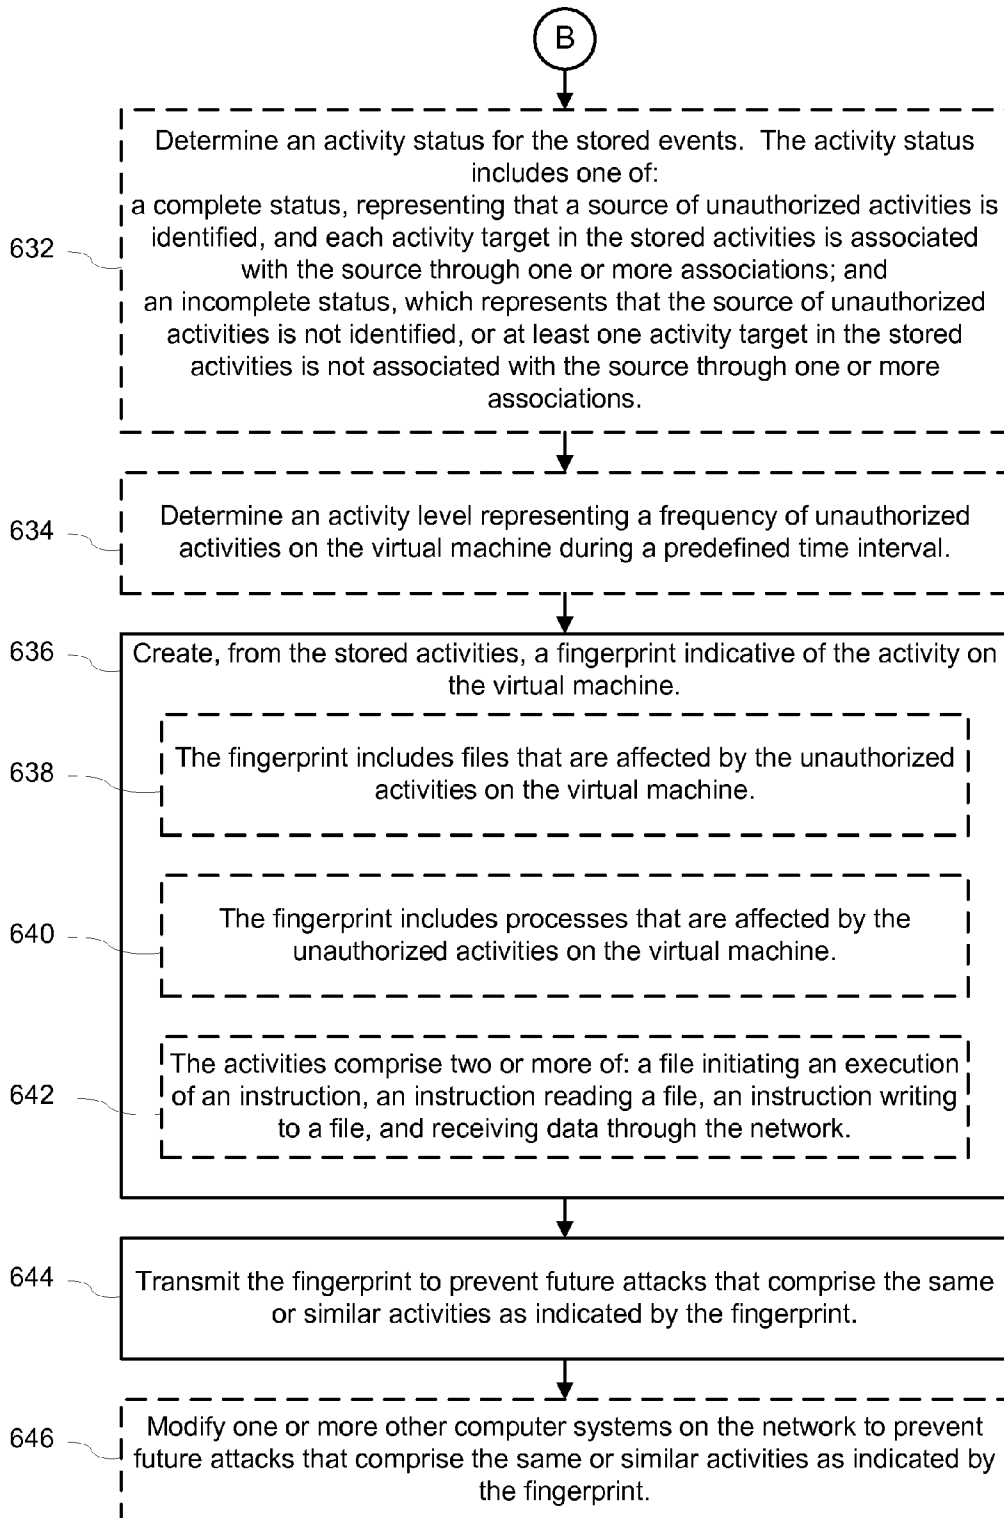 B
Determine an activity status for the stored events. The activity status
includes one of:
a complete status, representing that a source of unauthorized activities is
identified, and each activity target in the stored activities is associated
with the source through one or more associations; and
an incomplete status, which represents that the source of unauthorized
activities is not identified, or at least one activity target in the stored
activities is not associated with the source through one or more
associations.
632
Determine an activity level representing a frequency of unauthorized
activities on the virtual machine during a predefined time interval.
634
636
Create, from the stored activities, a fingerprint indicative of the activity on
the virtual machine.
The fingerprint includes files that are affected by the unauthorized
activities on the virtual machine.
638
The fingerprint includes processes that are affected by the
unauthorized activities on the virtual machine.
640
The activities comprise two or more of: a file initiating an execution
of an instruction, an instruction reading a file, an instruction writing
to a file, and receiving data through the network.
642
Transmit the fingerprint to prevent future attacks that comprise the same
or similar activities as indicated by the fingerprint.
644
Modify one or more other computer systems on the network to prevent
future attacks that comprise the same or similar activities as indicated by
the fingerprint.
646